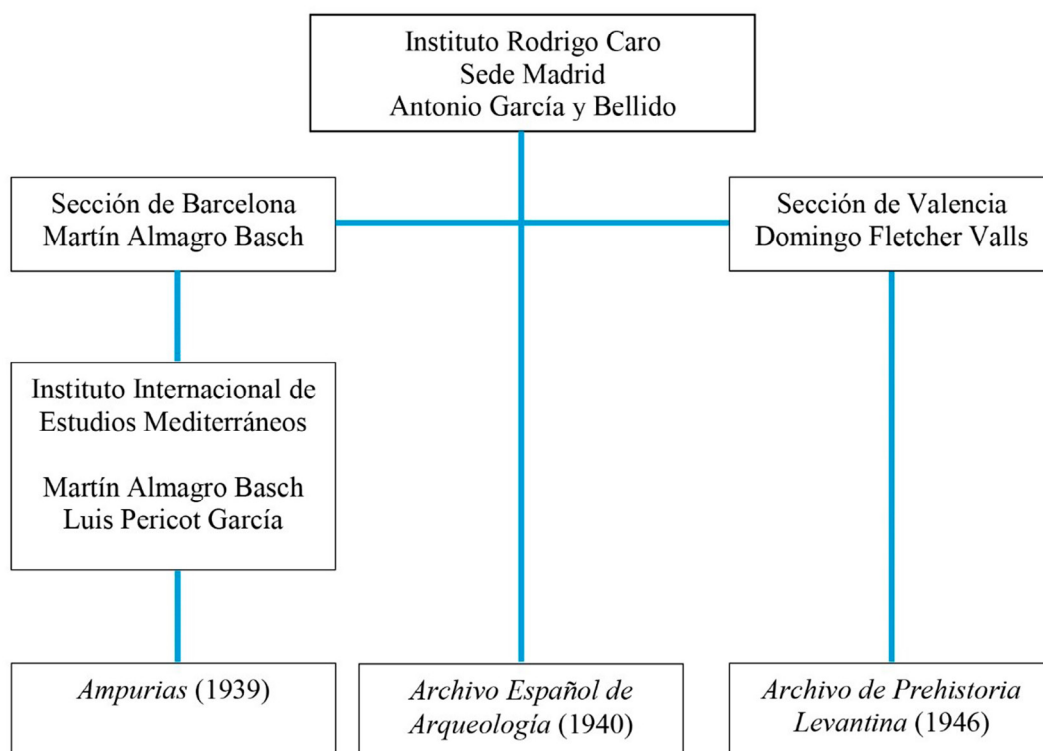 Instituto Rodrigo Caro
Sede Madrid
Antonio García y Bellido
Sección de Barcelona
Martín Almagro Basch
Sección de Valencia
Domingo Fletcher Valls
Instituto Internacional de
Estudios Mediterráneos
Martín Almagro Basch
Luis Pericot García
Ampurias (1939)
Archivo Español de
Arqueología (1940)
Archivo de Prehistoria
Levantina (1946)